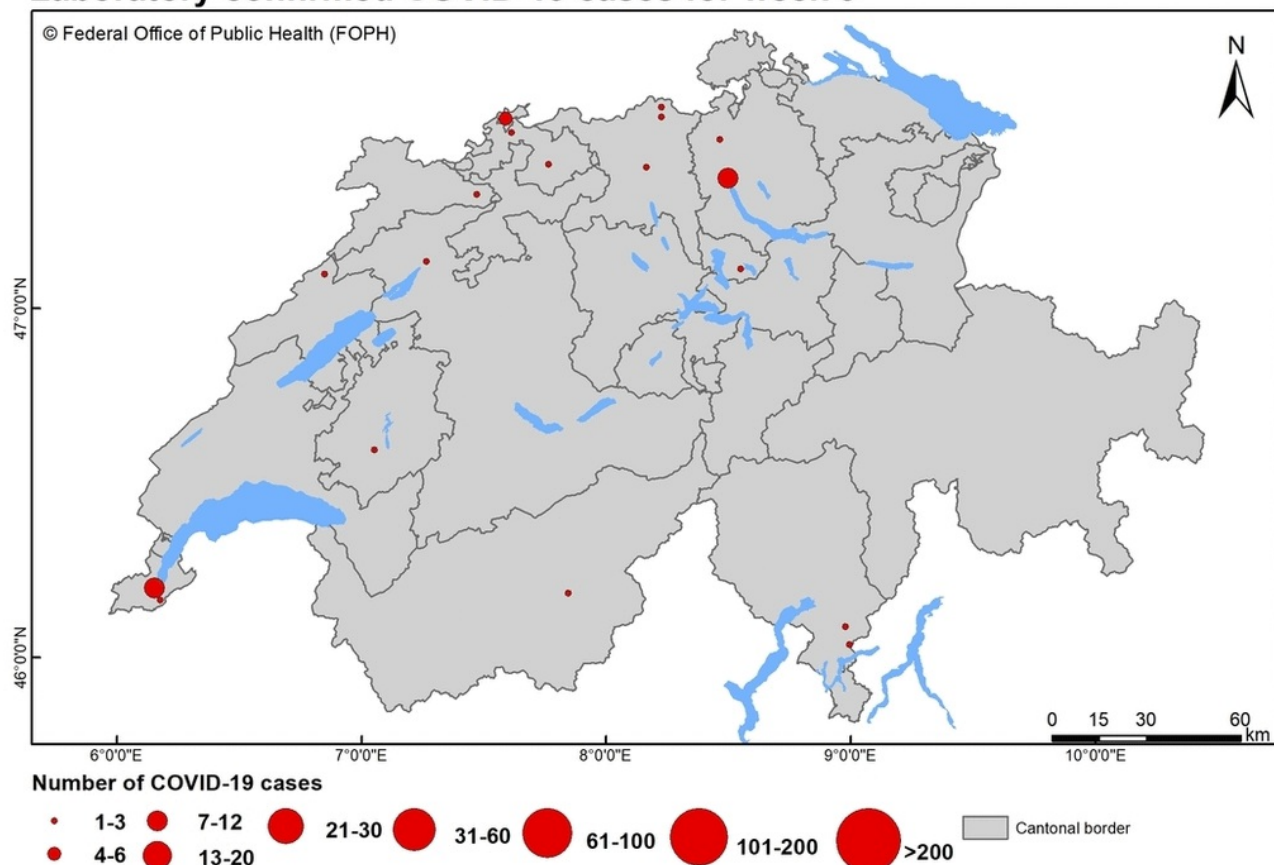 © Federal Office of Public Health (FOPH)
N
47°0'0"N
46°0'0"N
0 15 30 60
km
6°0'0"E 7°0'0"E 8°0'0"E 9°0'0"E 10°0'0"E
Number of COVID-19 cases
1-3 7-12 21-30 31-60 61-100 101-200 >200 Cantonal border
4-6 13-20